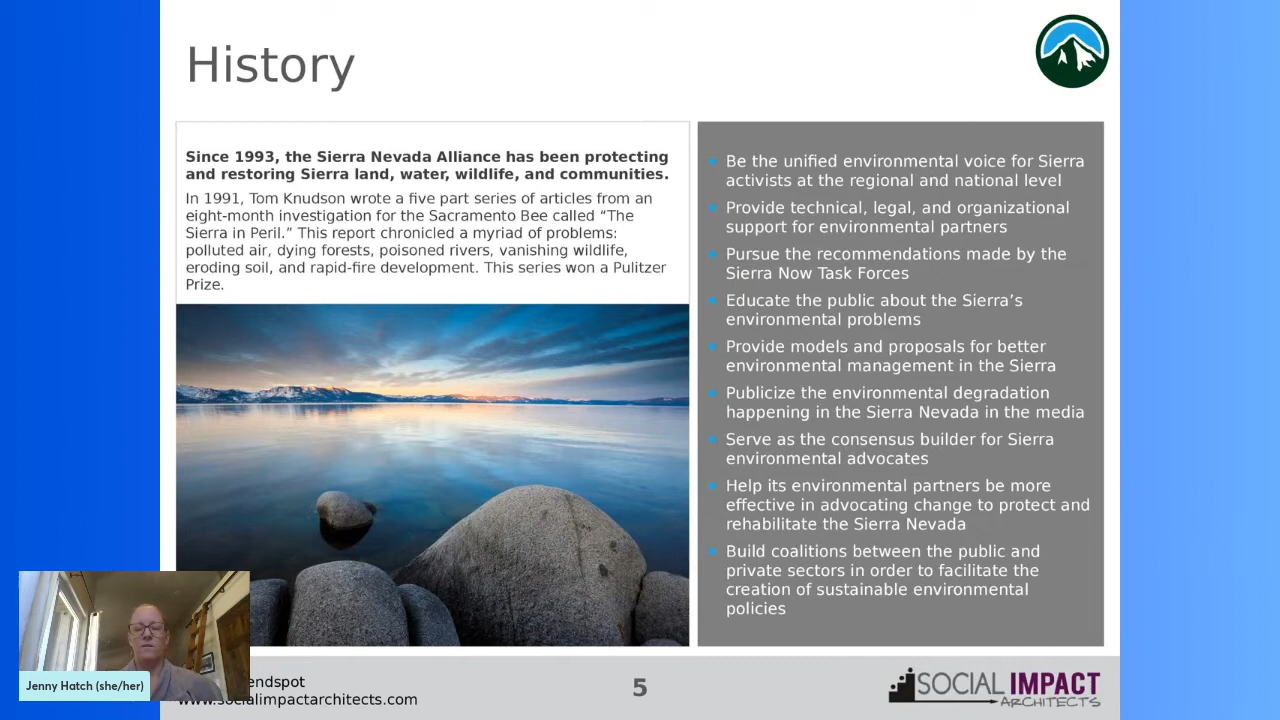 History
Since 1993, the Sierra Nevada Alliance has been protecting
and restoring Sierra land, water, wildlife, and communities.
In 1991, Tom Knudson wrote a five part series of articles from an
eight-month investigation for the Sacramento Bee called “The
Sierra in Peril.” This report chronicled a myriad of problems:
polluted air, dying forests, poisoned rivers, vanishing wildlife,
eroding soil, and rapid-fire development. This series won a Pulitzer
Prize.
Be the unified environmental voice for Sierra
activists at the regional and national level
Provide technical, legal, and organizational
support for environmental partners
Pursue the recommendations made by the
Sierra Now Task Forces
Educate the public about the Sierra’s
environmental problems
Provide models and proposals for better
environmental management in the Sierra
Publicize the environmental degradation
happening in the Sierra Nevada in the media
Serve as the consensus builder for Sierra
environmental advocates
Help its environmental partners be more
effective in advocating change to protect and
rehabilitate the Sierra Nevada
Build coalitions between the public and
private sectors in order to facilitate the
creation of sustainable environmental
policies
Jenny Hatch (she/her)
www.socialimpactarchitects.com
5
SOCIAL IMPACT
ARCHITECTS